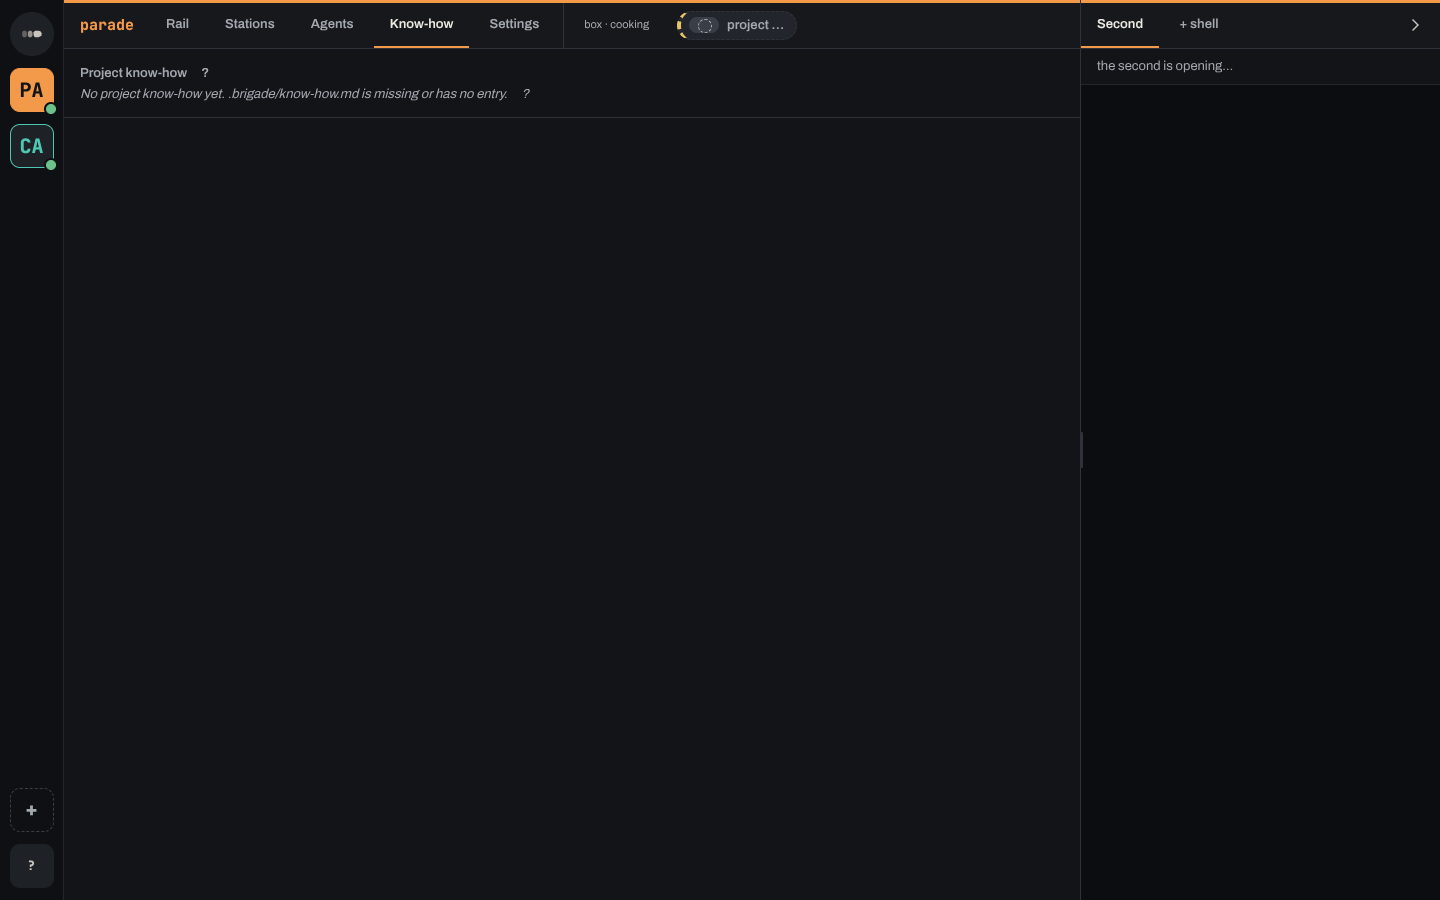 PA
CA
+
?
parade
Rail
Stations
Agents
Know-how
Settings
box · cooking
project ...
Project know-how ?
No project know-how yet. .brigade/know-how.md is missing or has no entry. ?
Second
+ shell
the second is opening...